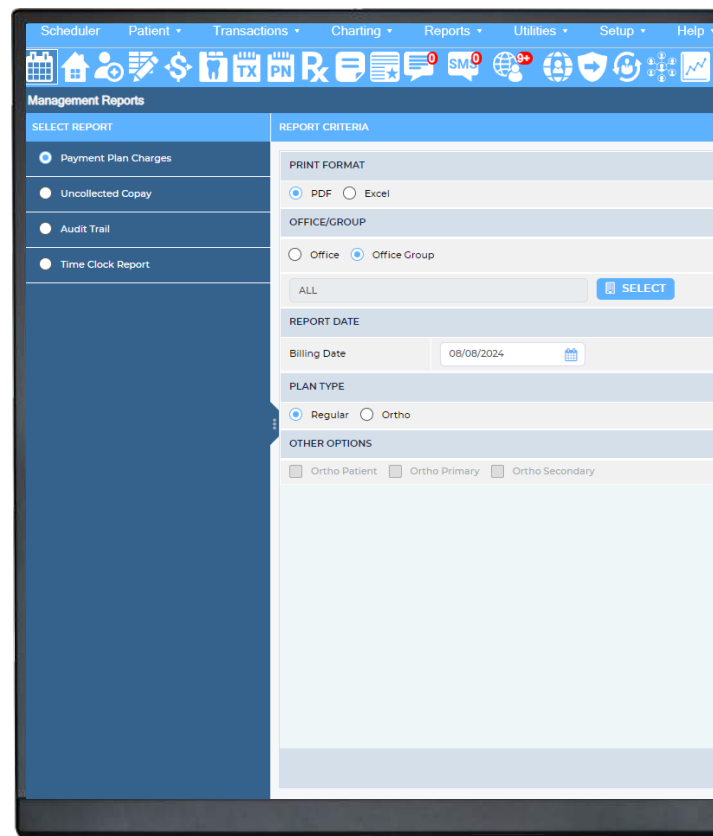 Scheduler Patient Transactions Charting Reports Utilities Setup Help
TX PN Rx 0 SMS 0 9+
Management Reports
SELECT REPORT
Payment Plan Charges
Uncollected Copay
Audit Trail
Time Clock Report
REPORT CRITERIA
PRINT FORMAT
PDF Excel
OFFICE/GROUP
Office Office Group
ALL SELECT
REPORT DATE
Billing Date 08/08/2024
PLAN TYPE
Regular Ortho
OTHER OPTIONS
Ortho Patient Ortho Primary Ortho Secondary